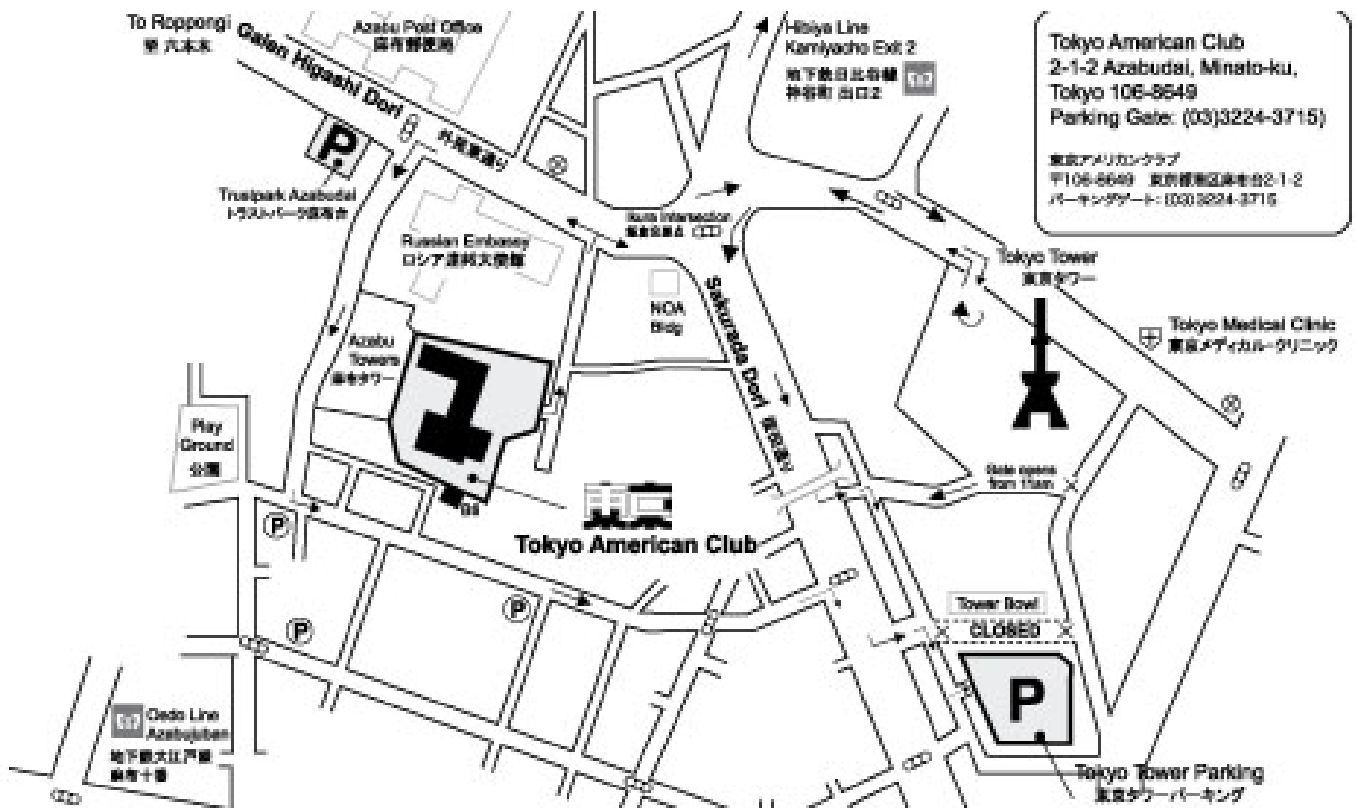 To Roppongi
至 六本木
Gaien Higashi Dori
外苑東通り
Azabu Post Office
麻布郵便局
Hibiya Line
Kamiyacho Exit 2
地下鉄日比谷線
神谷町 出口2
Tokyo American Club
2-1-2 Azabudai, Minato-ku,
Tokyo 106-8649
Parking Gate: (03)3224-3715)
東京アメリカンクラブ
〒106-8649 東京都港区麻布台2-1-2
パーキングゲート: (03) 3224-3715
P
Trustpark Azabudai
トラストパーク麻布台
Russian Embassy
ロシア連邦大使館
Ikura Intersection
飯倉交差点
NOA
Bldg
Sakurada Dori 桜田通り
Tokyo Tower
東京タワー
Tokyo Medical Clinic
東京メディカルークリニック
Azabu
Towers
麻布タワー
Play
Ground
公園
Gate opens
from 11am
Tokyo American Club
P
P
P
Tower Bowl
CLOSED
P
Oedo Line
Azabujuban
地下鉄大江戸線
麻布十番
Tokyo Tower Parking
東京タワーパーキング